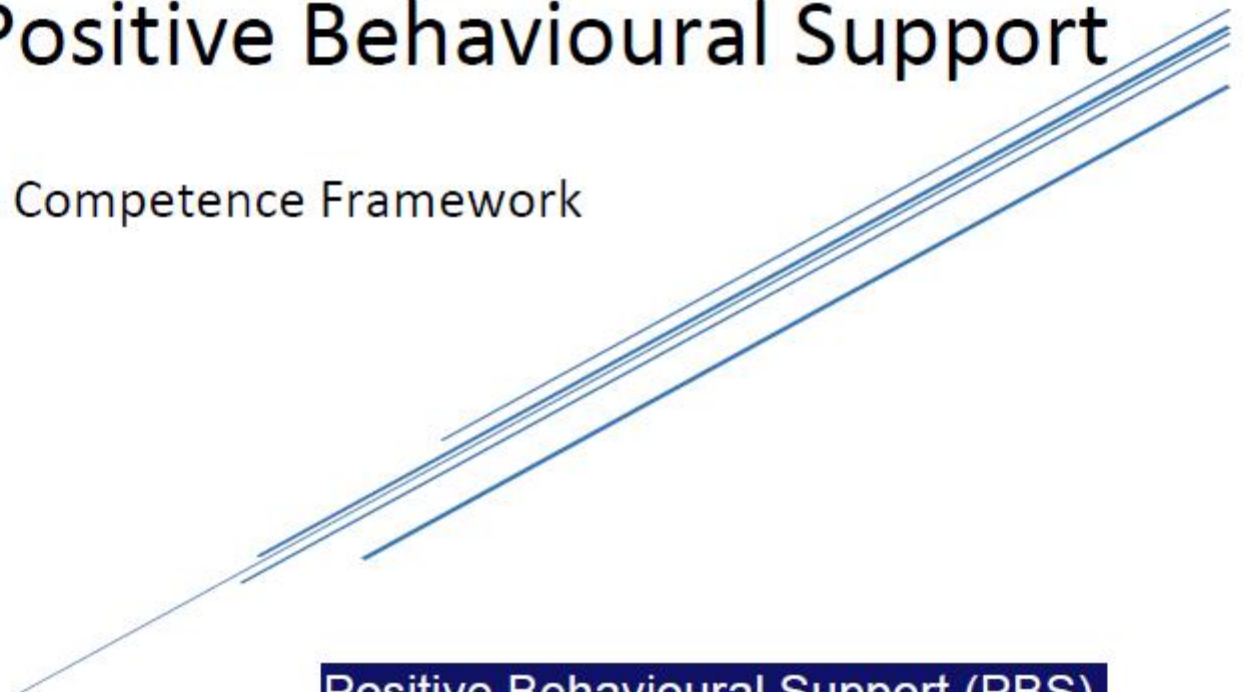 Positive Behavioural Support
Competence Framework
Positive Behavioural Support (PBS)